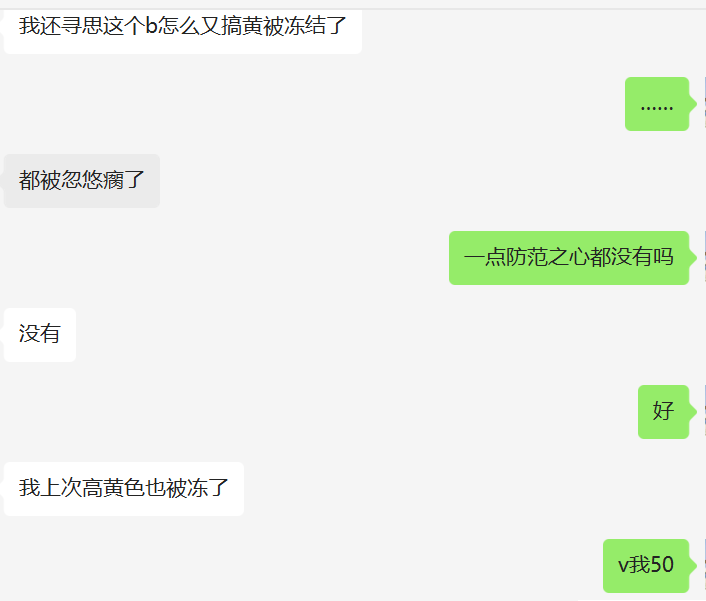 我还寻思这个b怎么又搞黄被冻结了
......
都被忽悠瘸了
一点防范之心都没有吗
没有
好
我上次高黄色也被冻了
v我50